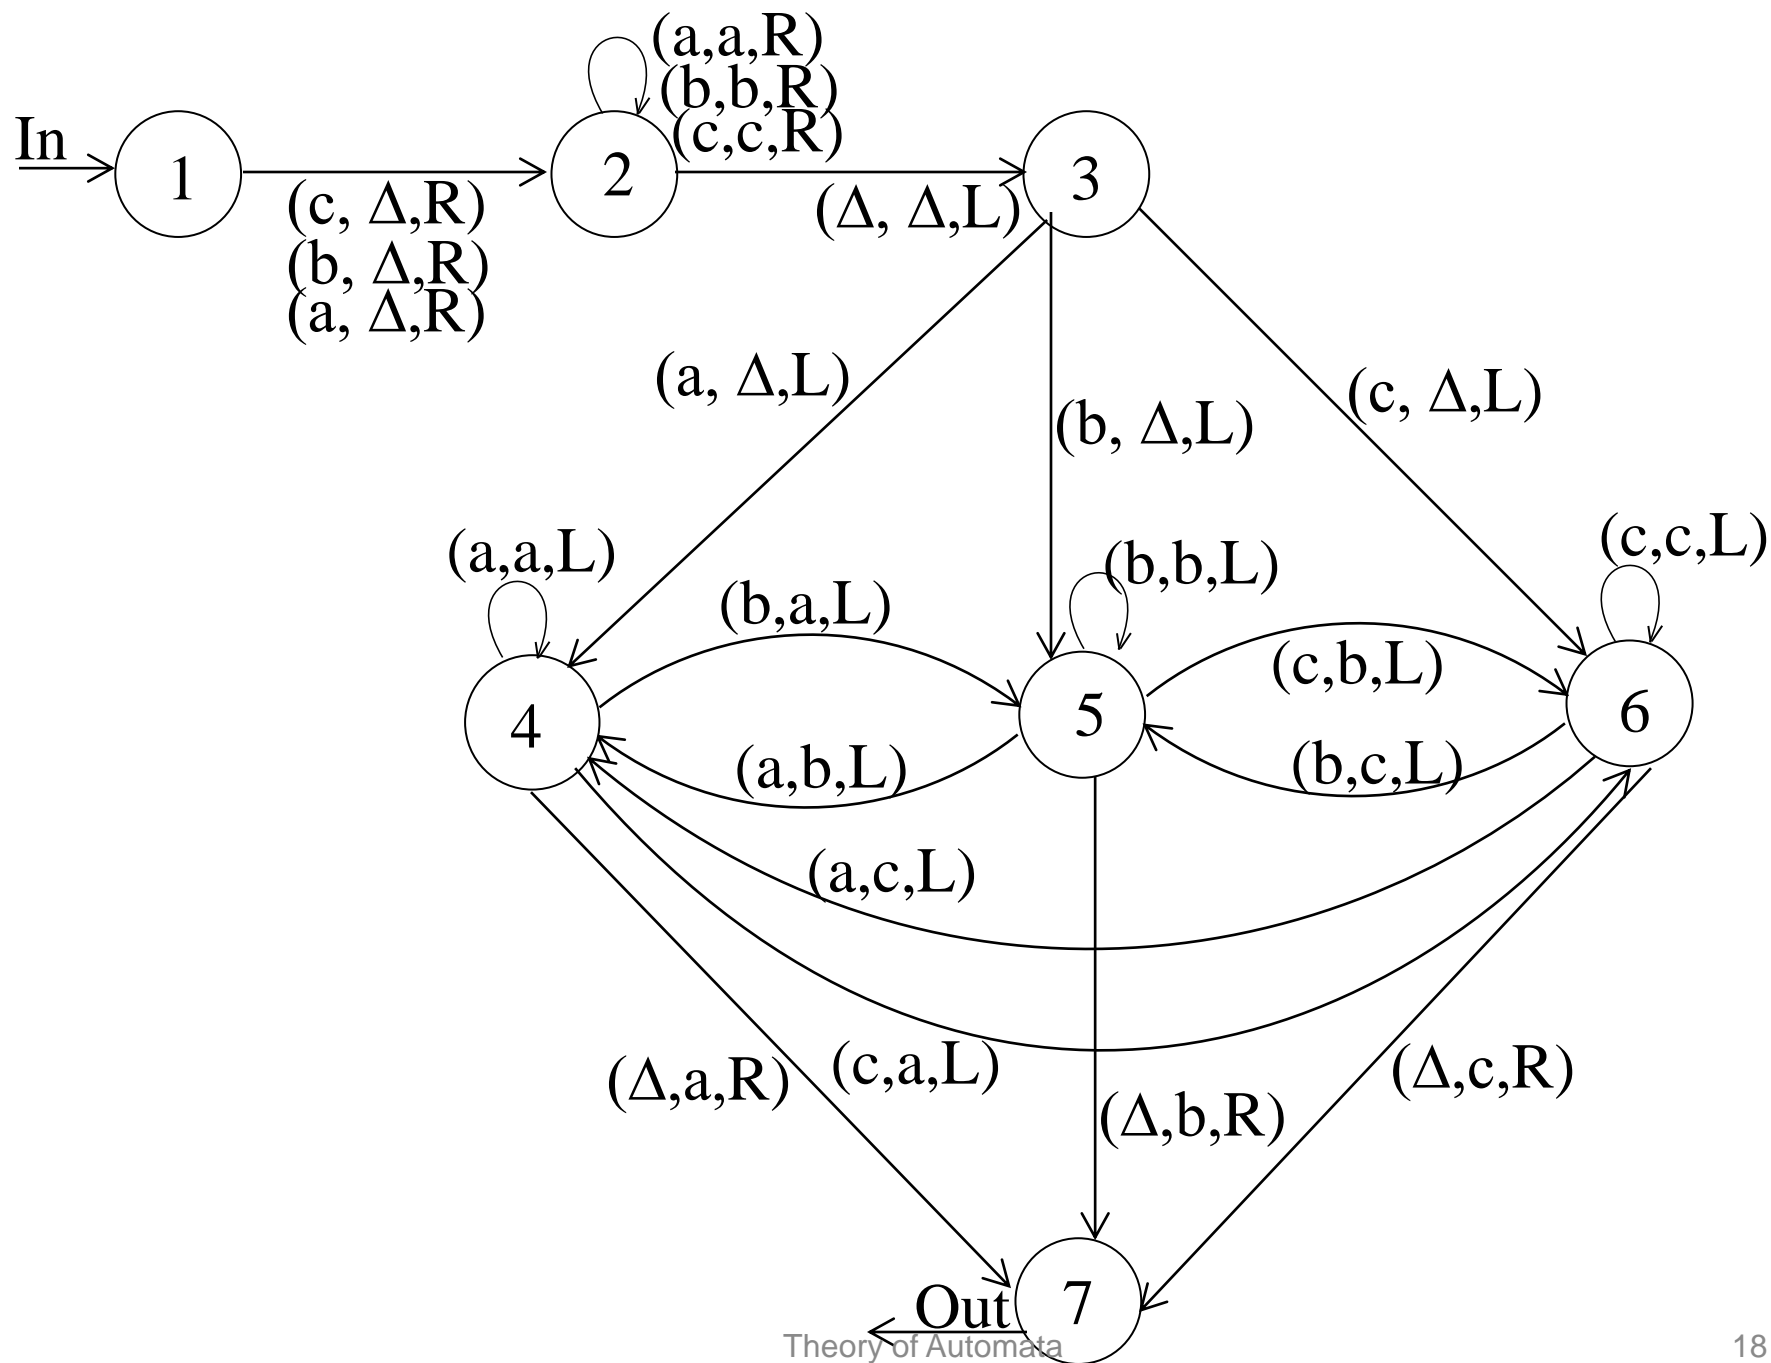 (a,a,R)
(b,b,R)
(c,c,R)
In
1
2
3
(c, Δ,R)
(b, Δ,R)
(a, Δ,R)
(Δ, Δ,L)
(a, Δ,L)
(b, Δ,L)
(c, Δ,L)
(a,a,L)
(b,b,L)
(c,c,L)
(b,a,L)
(c,b,L)
4
5
6
(a,b,L)
(b,c,L)
(a,c,L)
(Δ,a,R)
(c,a,L)
(Δ,b,R)
(Δ,c,R)
Out
7
Theory of Automata
18